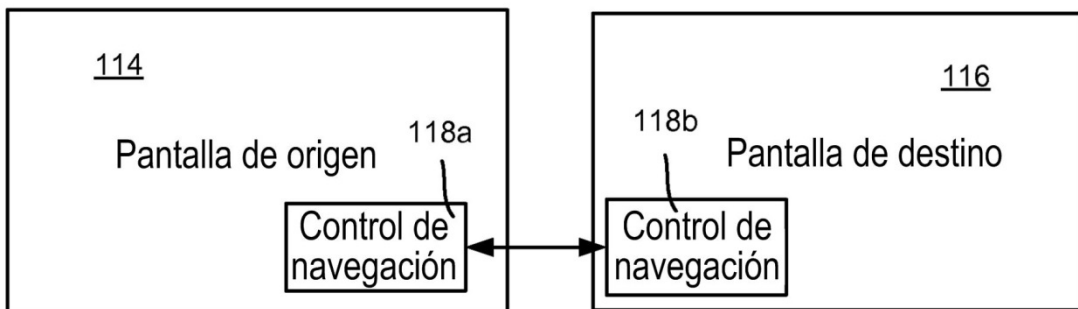 114
Pantalla de origen
118a
Control de
navegación
116
118b
Pantalla de destino
Control de
navegación